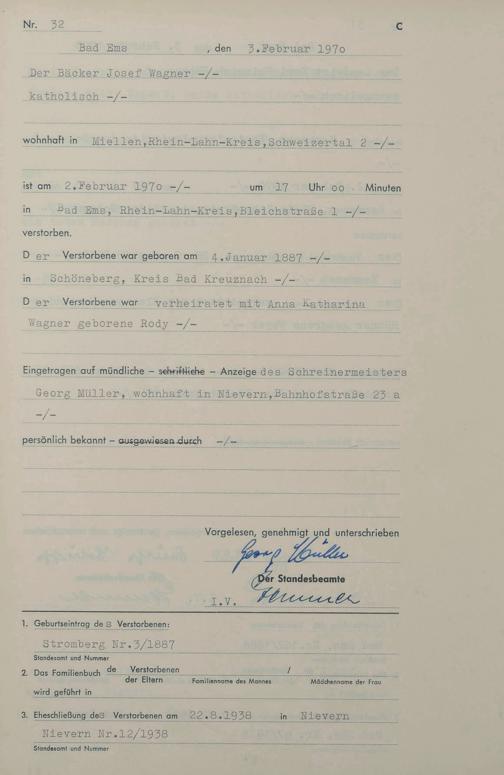 Nr. 32 C
Bad Ems , den 3.Februar 1970
Der Bäcker Josef Wagner -/-
katholisch -/-
wohnhaft in Miellen,Rhein-Lahn-Kreis,Schweizertal 2 -/-
ist am 2.Februar 1970 -/- um 17 Uhr oo Minuten
in Bad Ems, Rhein-Lahn-Kreis,Bleichstraße 1 -/-
verstorben.
D er Verstorbene war geboren am 4.Januar 1887 -/-
in Schöneberg, Kreis Bad Kreuznach -/-
D er Verstorbene war verheiratet mit Anna Katharina
Wagner geborene Rody -/-
Eingetragen auf mündliche – schriftliche – Anzeige des Schreinermeisters
Georg Müller, wohnhaft in Nievern,Bahnhofstraße 23 a
-/-
persönlich bekannt – ausgewiesen durch -/-
Vorgelesen, genehmigt und unterschrieben
Georg Müller
Der Standesbeamte
I.V.
1. Geburtseintrag des Verstorbenen:
Stromberg Nr.3/1887
Standesamt und Nummer
2. Das Familienbuch de Verstorbenen /
der Eltern Familienname des Mannes Mädchenname der Frau
wird geführt in
3. Eheschließung des Verstorbenen am 22.8.1938 in Nievern
Nievern Nr.12/1938
Standesamt und Nummer